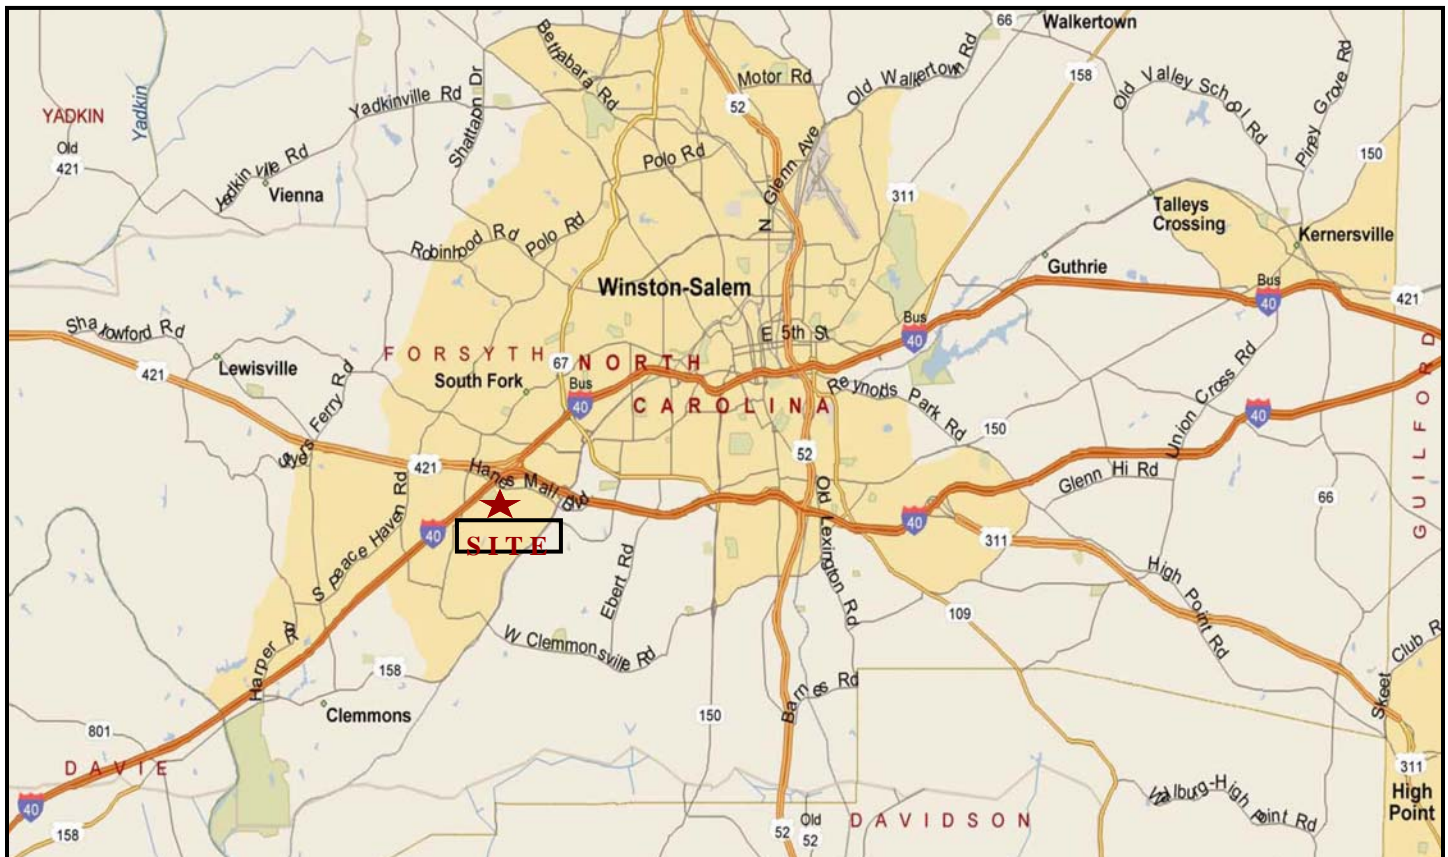 66
Walkertown
Bethabara Rd
Motor Rd
Old Walkertown Rd
158
Old Valley School Rd
Piney Grove Rd
YADKIN
Yadkin
Yadkinville Rd
Shattalon Dr
52
Old
421
Polo Rd
N Glenn Ave
150
Yadkinville Rd
Vienna
311
Talleys
Crossing
Robinhood Rd
Polo Rd
Kernersville
Guthrie
Winston-Salem
Bus
40
421
Bus
40
Shallowford Rd
E 5th St
FORSYTH
NORTH
67
Lewisville
421
South Fork
Bus
40
CAROLINA
Reynolds Park Rd
Union Cross Rd
40
GUILFORD
Styers Ferry Rd
150
52
421
Hanes Mall Blvd
Glenn Hi Rd
66
S peace Haven Rd
40
SITE
Old Lexington Rd
40
311
Ebert Rd
High Point Rd
109
W Clemmonsville Rd
Harper Rd
158
Club R
Skeet
Barnes Rd
Clemmons
150
801
DAVIE
311
High
Point
40
158
Wallburg-High Point Rd
52
Old
52
DAVIDSON